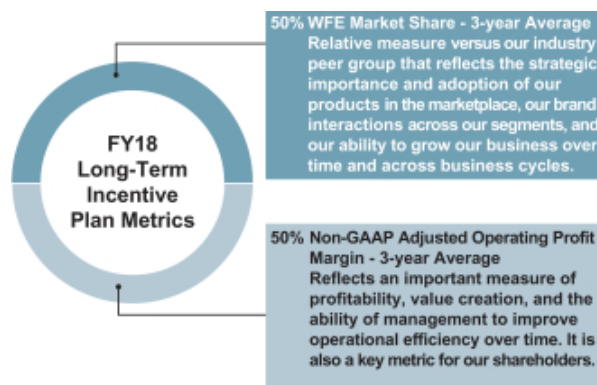 FY18
Long-Term
Incentive
Plan Metrics
50% WFE Market Share - 3-year Average
Relative measure versus our industry
peer group that reflects the strategic
importance and adoption of our
products in the marketplace, our brand
interactions across our segments, and
our ability to grow our business over
time and across business cycles.
50% Non-GAAP Adjusted Operating Profit
Margin - 3-year Average
Reflects an important measure of
profitability, value creation, and the
ability of management to improve
operational efficiency over time. It is
also a key metric for our shareholders.